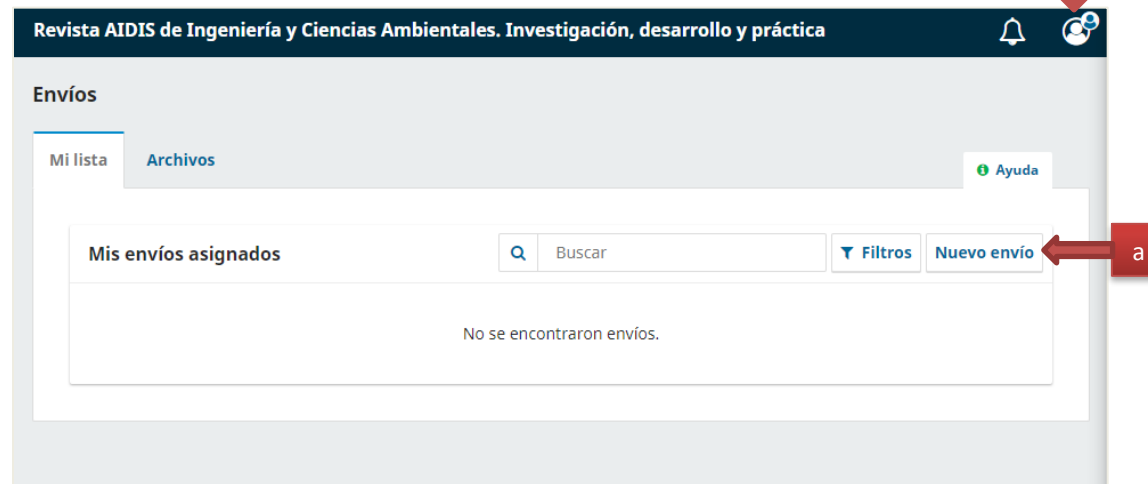 Revista AIDIS de Ingeniería y Ciencias Ambientales. Investigación, desarrollo y práctica
Envíos
Mi lista Archivos
Ayuda
Mis envíos asignados Buscar Filtros Nuevo envío a
No se encontraron envíos.